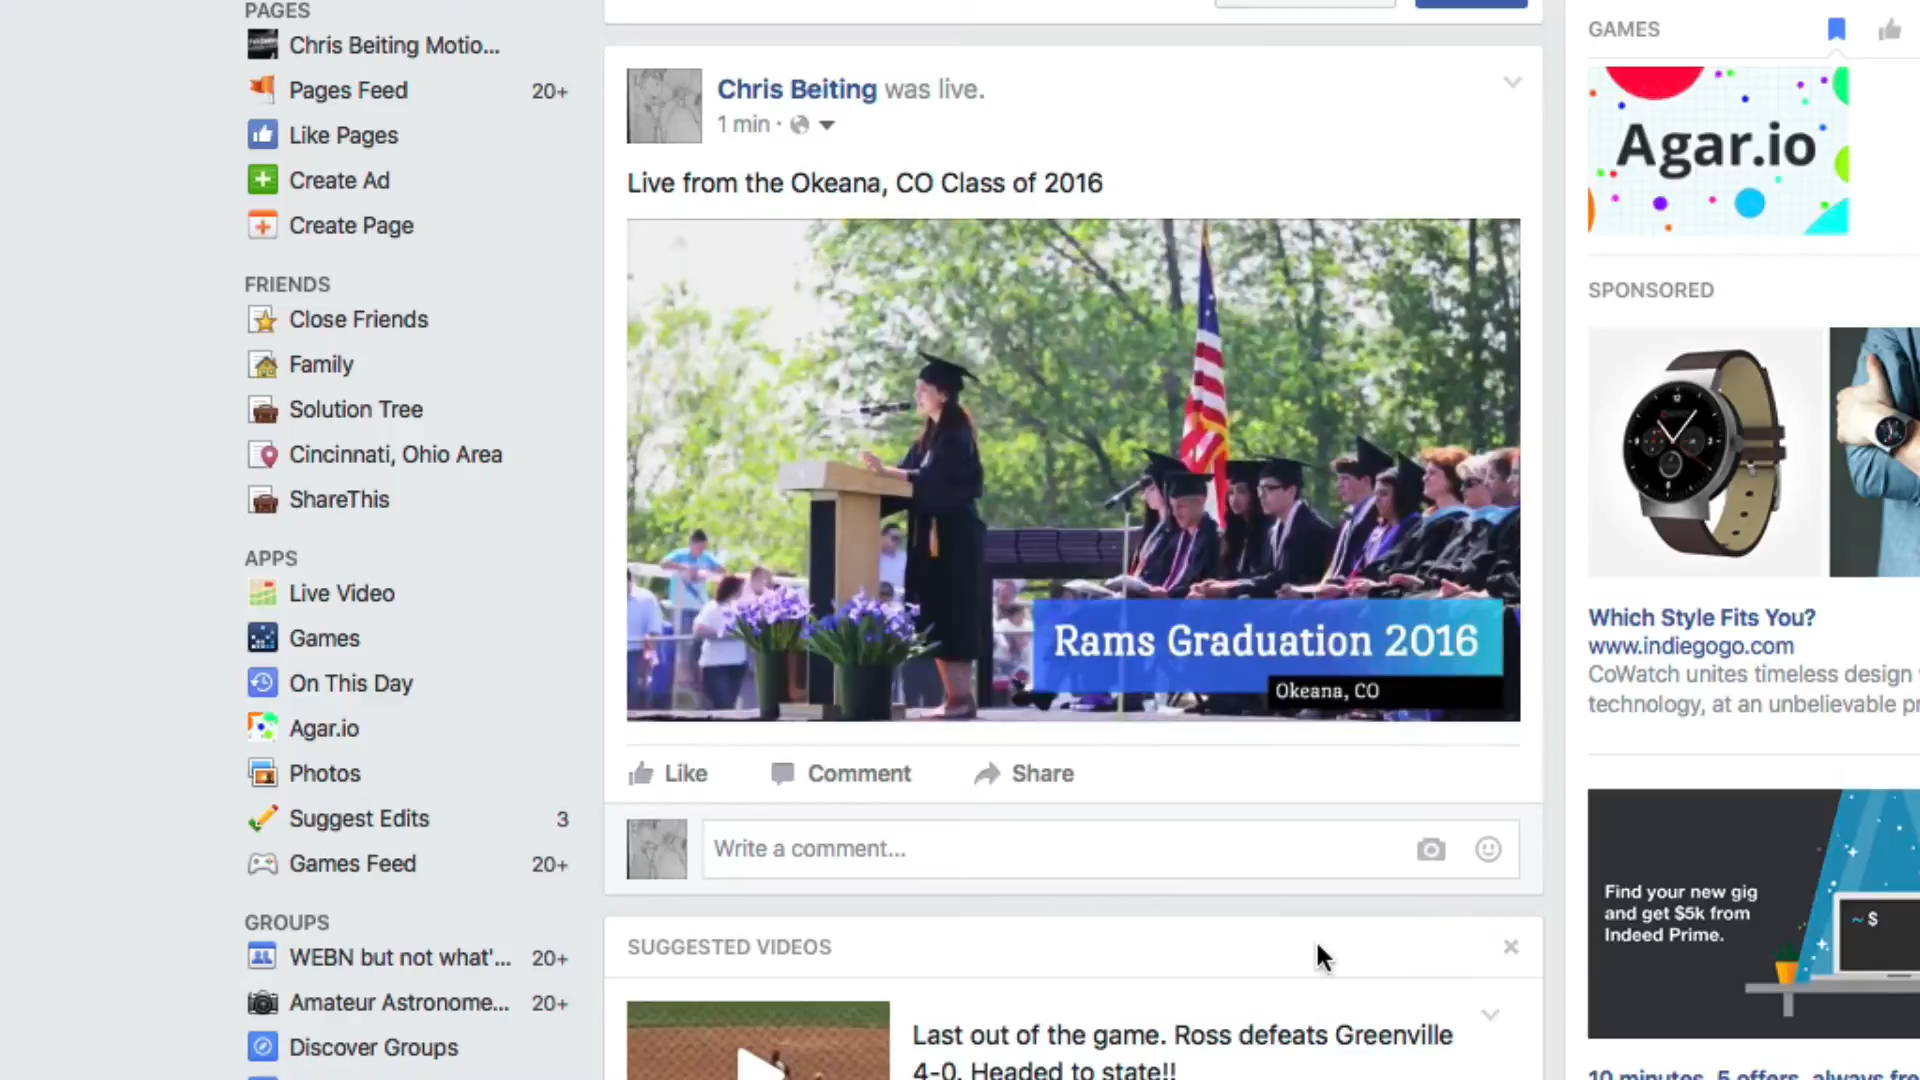 PAGES
Chris Beiting Motio...
Pages Feed 20+
Like Pages
Create Ad
Create Page
FRIENDS
Close Friends
Family
Solution Tree
Cincinnati, Ohio Area
ShareThis
APPS
Live Video
Games
On This Day
Agar.io
Photos
Suggest Edits 3
Games Feed 20+
GROUPS
WEBN but not what'... 20+
Amateur Astronome... 20+
Discover Groups
Chris Beiting was live.
1 min ·
Live from the Okeana, CO Class of 2016
Rams Graduation 2016
Okeana, CO
Like Comment Share
Write a comment...
SUGGESTED VIDEOS
Last out of the game. Ross defeats Greenville
4-0. Headed to state!!
GAMES
Agar.io
SPONSORED
Which Style Fits You?
www.indiegogo.com
CoWatch unites timeless design
technology, at an unbelievable
Find your new gig
and get $5k from
Indeed Prime.
~ $
10 minutes, 5 offers, always